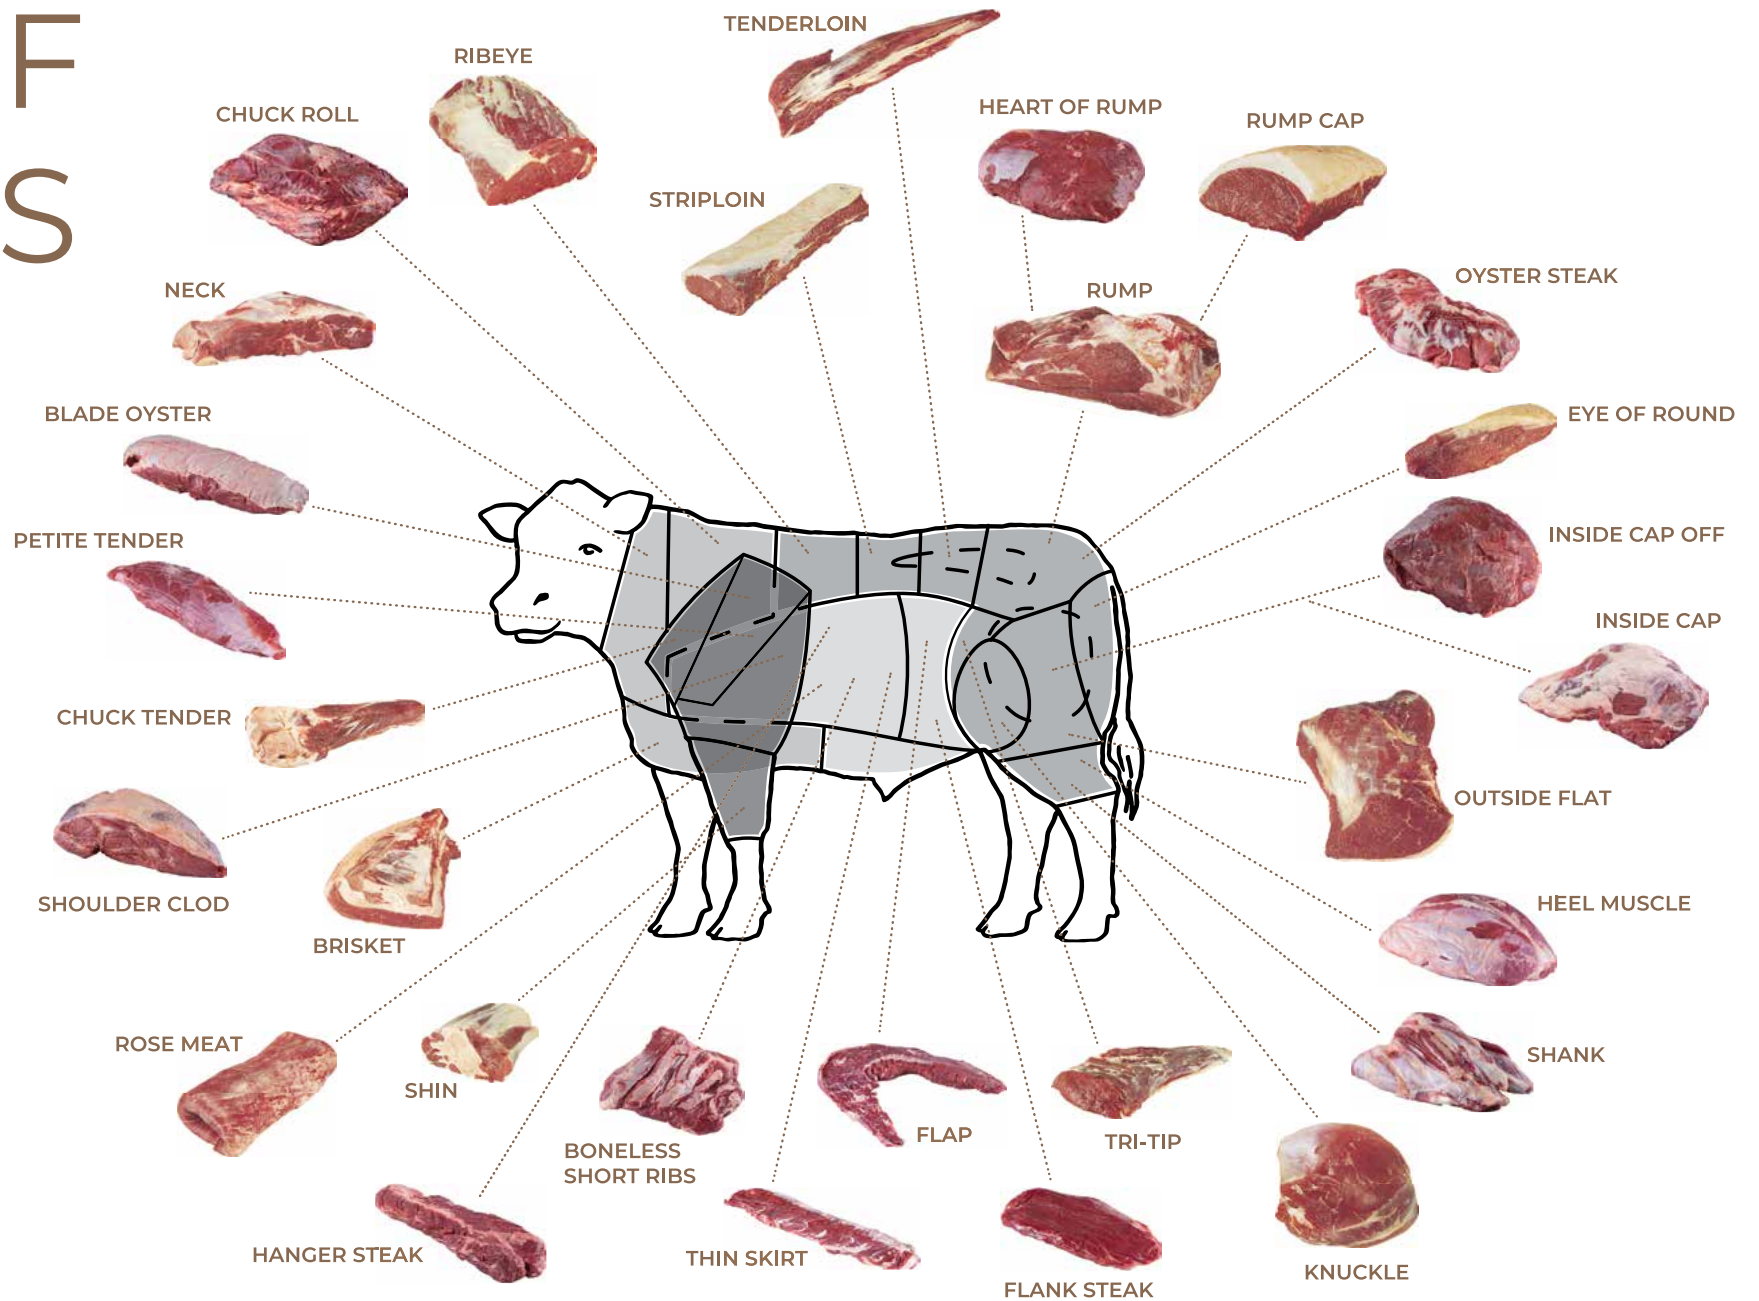 F
S
TENDERLOIN
RIBEYE
CHUCK ROLL
HEART OF RUMP
RUMP CAP
STRIPLOIN
NECK
RUMP
OYSTER STEAK
BLADE OYSTER
EYE OF ROUND
PETITE TENDER
INSIDE CAP OFF
INSIDE CAP
CHUCK TENDER
OUTSIDE FLAT
SHOULDER CLOD
BRISKET
HEEL MUSCLE
ROSE MEAT
SHIN
SHANK
BONELESS
SHORT RIBS
FLAP
TRI-TIP
HANGER STEAK
THIN SKIRT
FLANK STEAK
KNUCKLE